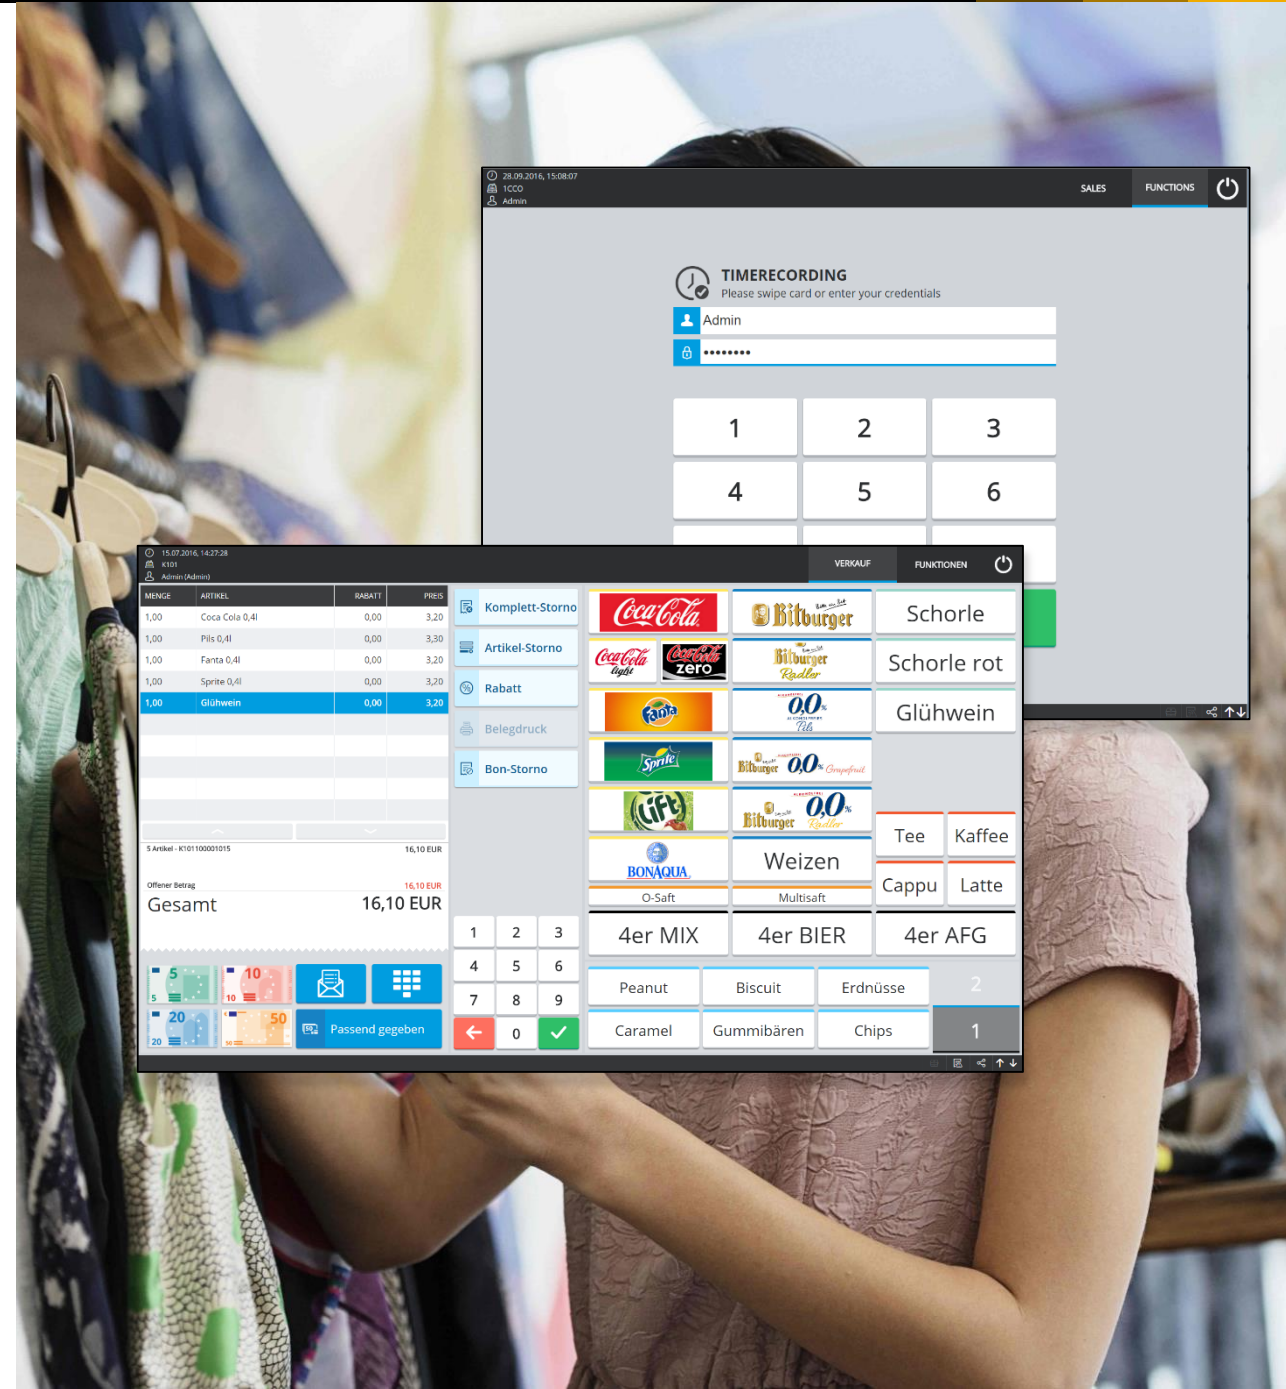 28.09.2016, 15:08:07
1CCO
Admin
SALES
FUNCTIONS
TIMERECORDING
Please swipe card or enter your credentials
Admin
••••••••
1 2 3
4 5 6
15.07.2016, 14:27:28
K101
Admin (Admin)
VERKAUF
FUNKTIONEN
MENGE ARTIKEL RABATT PREIS
1,00 Coca Cola 0,4l 0,00 3,20
1,00 Pils 0,4l 0,00 3,30
1,00 Fanta 0,4l 0,00 3,20
1,00 Sprite 0,4l 0,00 3,20
1,00 Glühwein 0,00 3,20
5 Artikel - K101100001015 16,10 EUR
Offener Betrag 16,10 EUR
Gesamt 16,10 EUR
5 5
10 10
20 20
50 50
Passend gegeben
Komplett-Storno
Artikel-Storno
Rabatt
Belegdruck
Bon-Storno
1 2 3
4 5 6
7 8 9
0
Coca-Cola Bitburger Schorle
Coca-Cola light Coca-Cola zero Bitburger Radler Schorle rot
Fanta 0,0% Pils Glühwein
Sprite Bitburger 0,0% Grapefruit
Lift Bitburger 0,0% Radler
Tee Kaffee
BONAQUA Weizen
Cappu Latte
O-Saft Multisaft
4er MIX 4er BIER 4er AFG
Peanut Biscuit Erdnüsse 2
Caramel Gummibären Chips 1